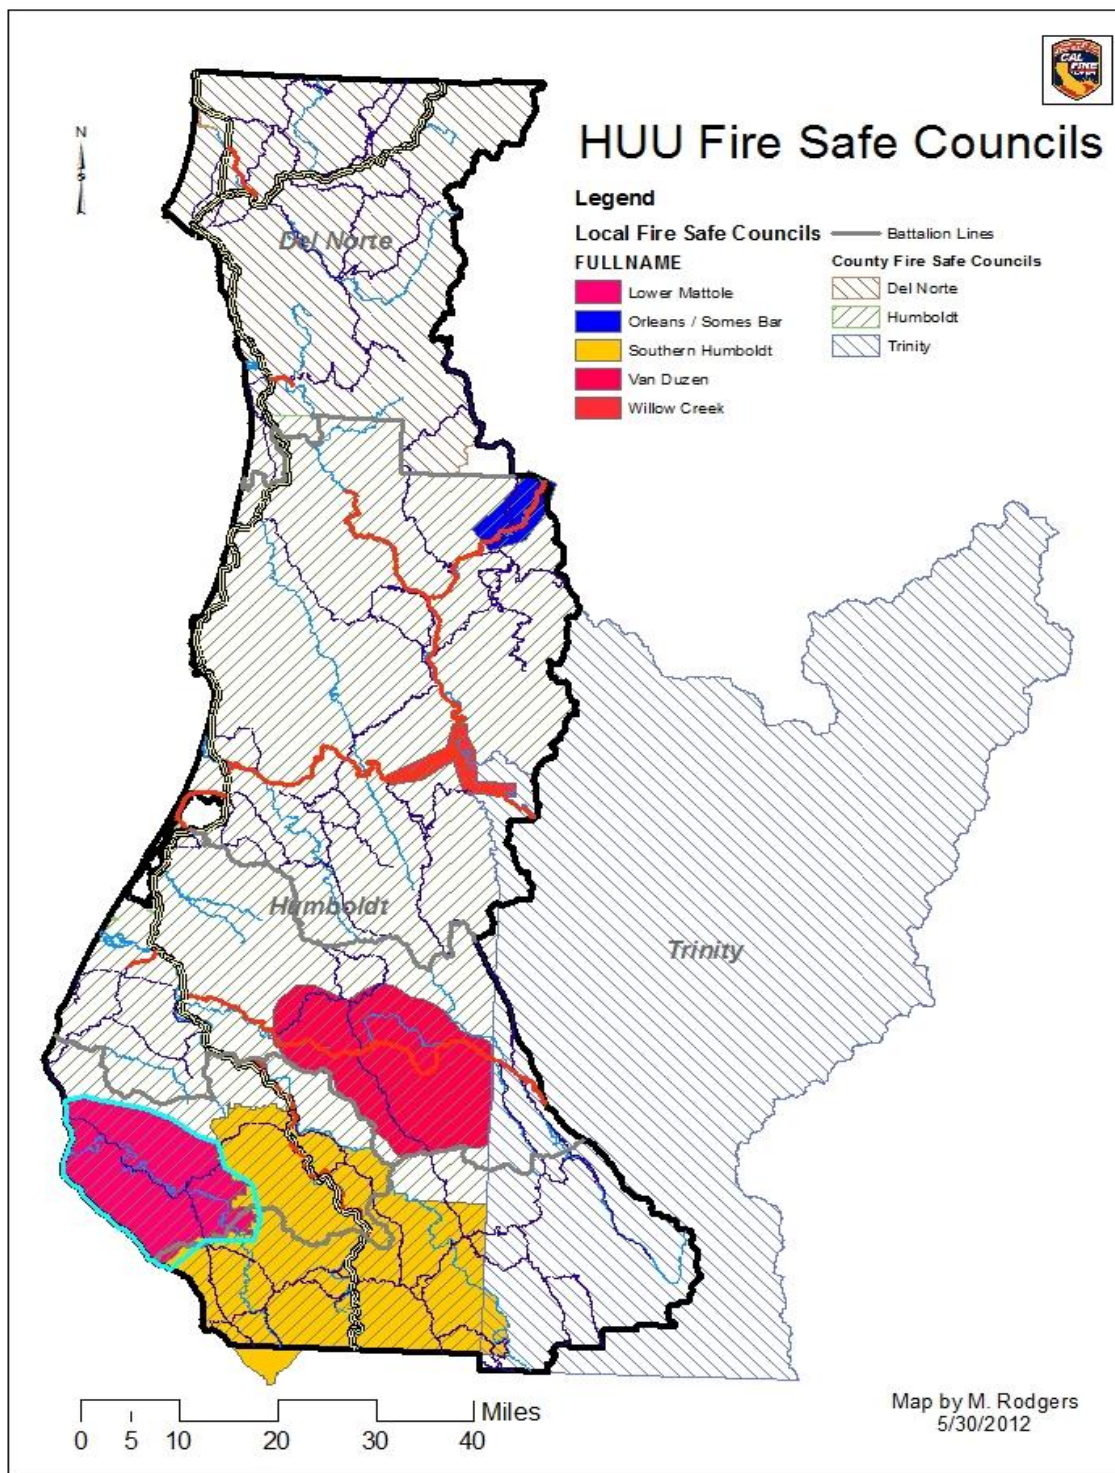 CAL
FIRE
HUU Fire Safe Councils
N
S
Legend
Local Fire Safe Councils
Battalion Lines
FULLNAME
County Fire Safe Councils
Lower Mattole
Del Norte
Orleans / Somes Bar
Humboldt
Southern Humboldt
Trinity
Van Duzen
Willow Creek
Del Norte
Humboldt
Trinity
Miles
0 5 10 20 30 40
Map by M. Rodgers
5/30/2012